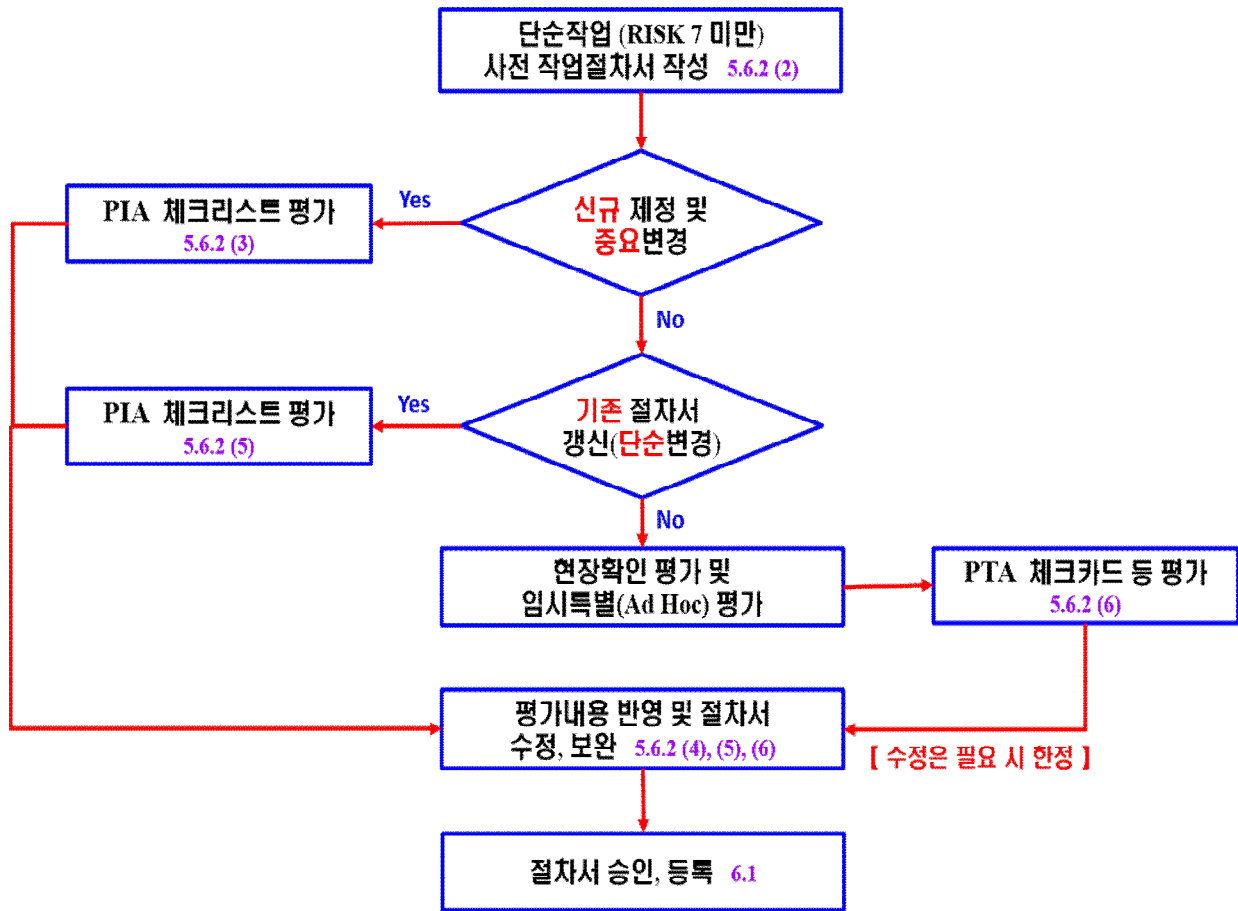 단순작업 (RISK 7 미만)
사전 작업절차서 작성 5.6.2 (2)
신규 제정 및
중요변경
Yes
PIA 체크리스트 평가
5.6.2 (3)
No
기존 절차서
갱신(단순변경)
Yes
PIA 체크리스트 평가
5.6.2 (5)
No
현장확인 평가 및
임시특별(Ad Hoc) 평가
PTA 체크카드 등 평가
5.6.2 (6)
평가내용 반영 및 절차서
수정, 보완 5.6.2 (4), (5), (6)
[ 수정은 필요 시 한정 ]
절차서 승인, 등록 6.1